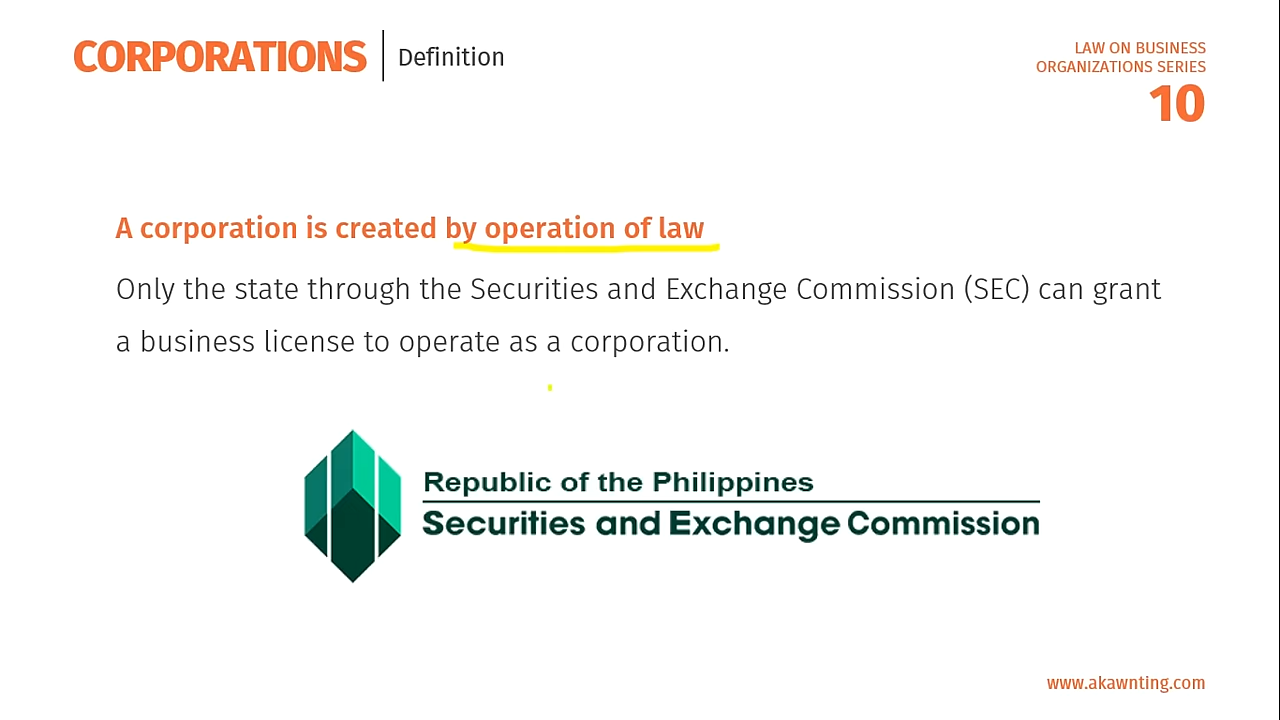 CORPORATIONS Definition
LAW ON BUSINESS
ORGANIZATIONS SERIES
10
A corporation is created by operation of law
Only the state through the Securities and Exchange Commission (SEC) can grant
a business license to operate as a corporation.
Republic of the Philippines
Securities and Exchange Commission
www.akawnting.com